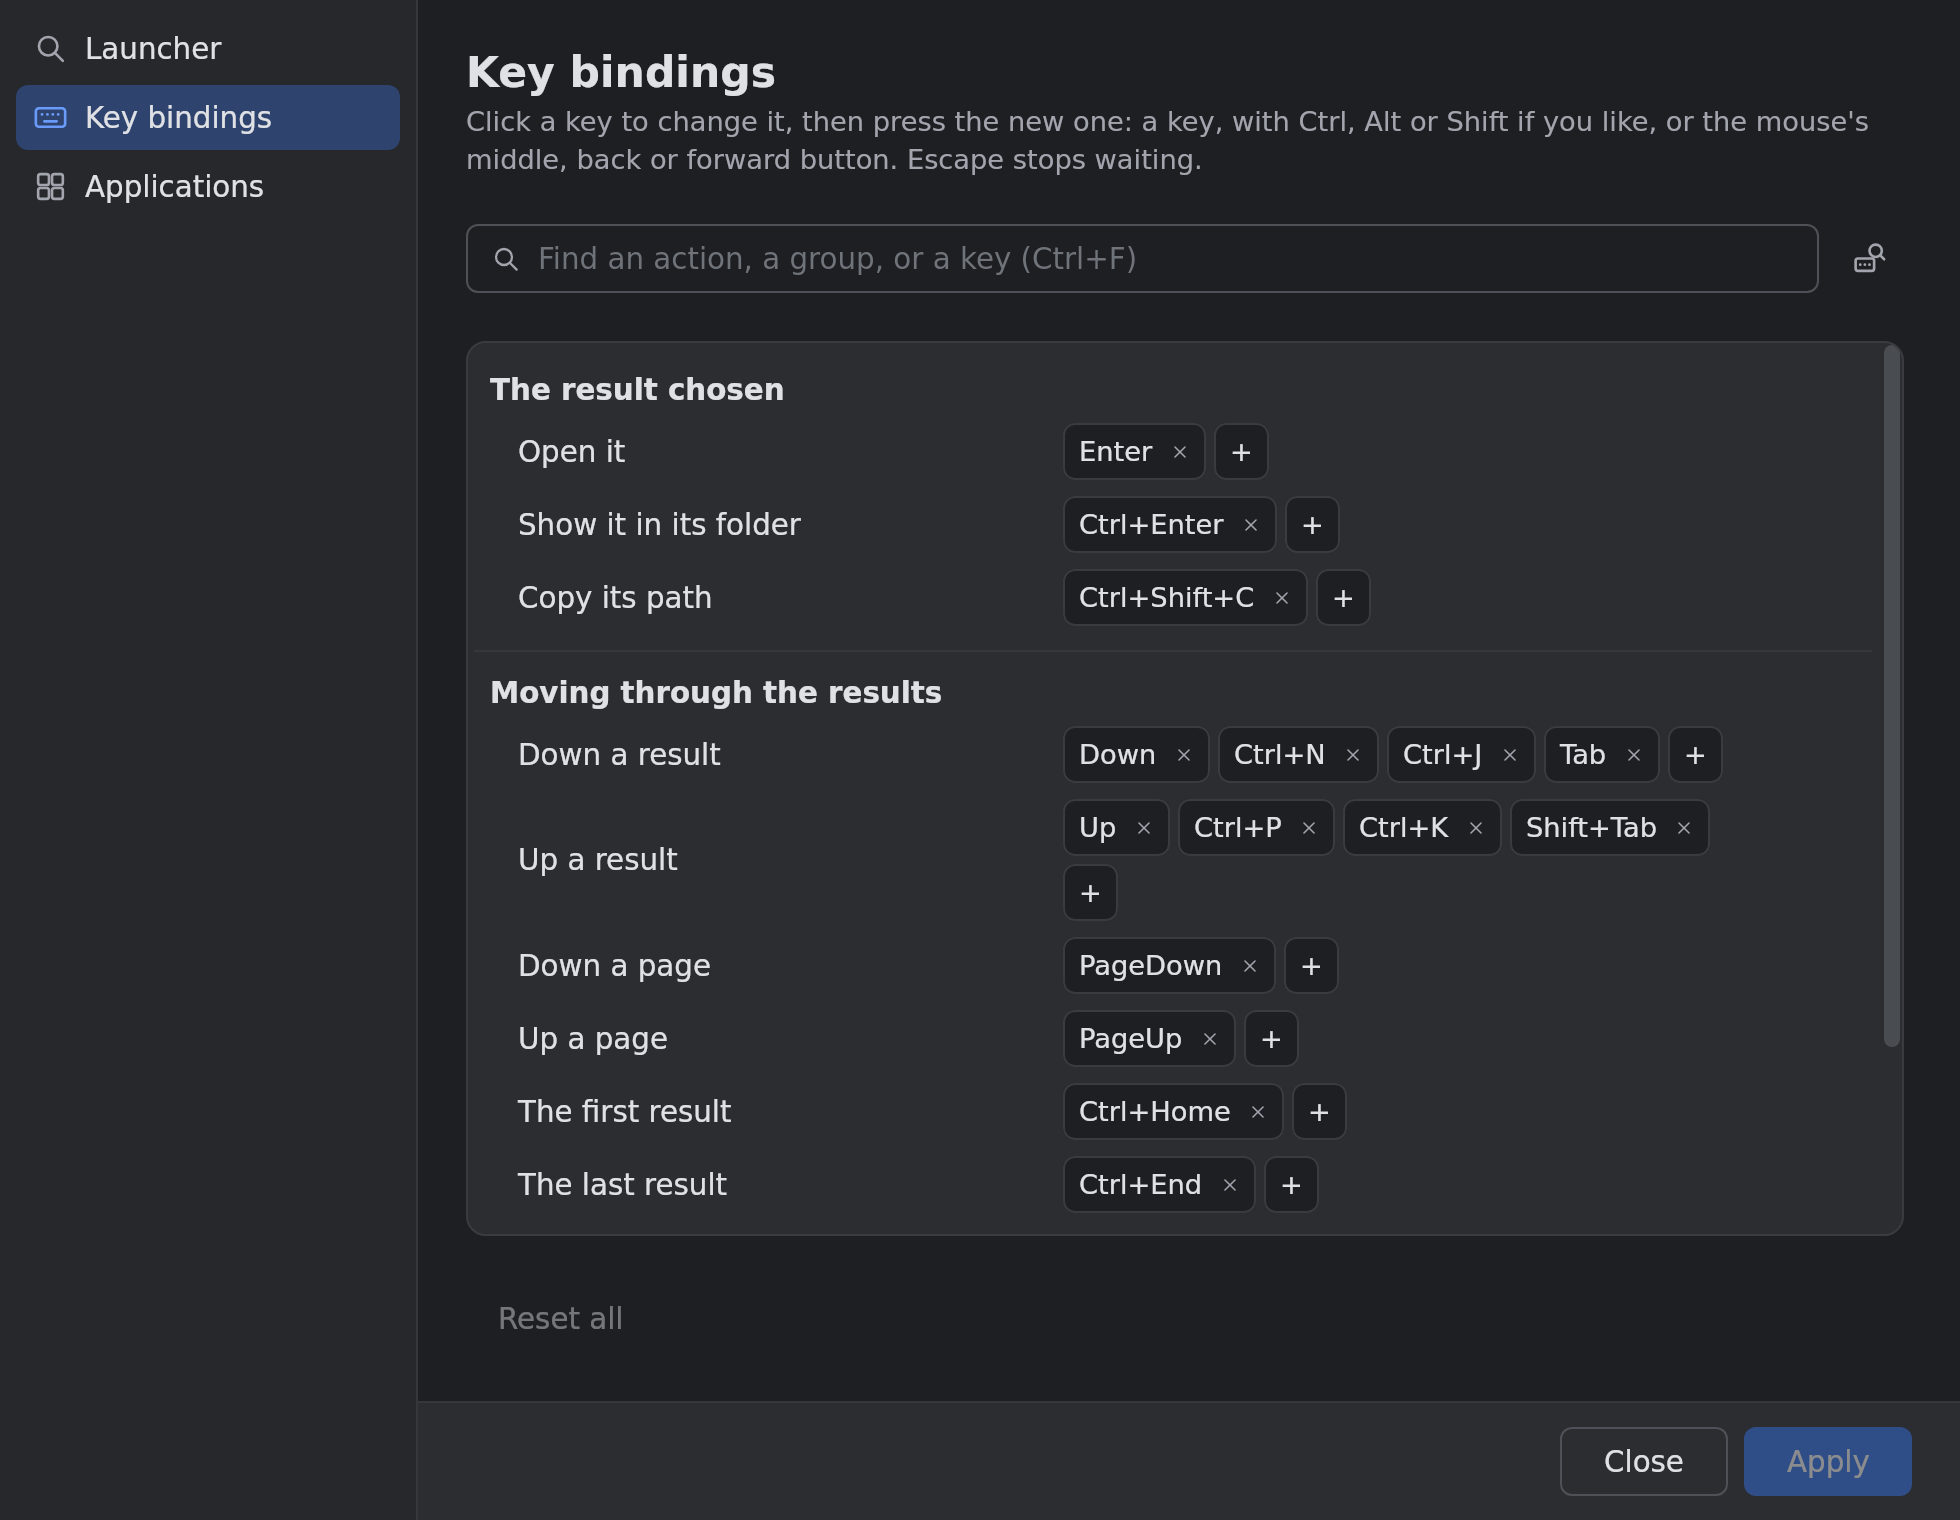 Launcher
Key bindings
Applications
Key bindings
Click a key to change it, then press the new one: a key, with Ctrl, Alt or Shift if you like, or the mouse's
middle, back or forward button. Escape stops waiting.
Find an action, a group, or a key (Ctrl+F)
The result chosen
Open it Enter × +
Show it in its folder Ctrl+Enter × +
Copy its path Ctrl+Shift+C × +
Moving through the results
Down a result Down × Ctrl+N × Ctrl+J × Tab × +
Up a result Up × Ctrl+P × Ctrl+K × Shift+Tab ×
+
Down a page PageDown × +
Up a page PageUp × +
The first result Ctrl+Home × +
The last result Ctrl+End × +
Reset all
Close Apply